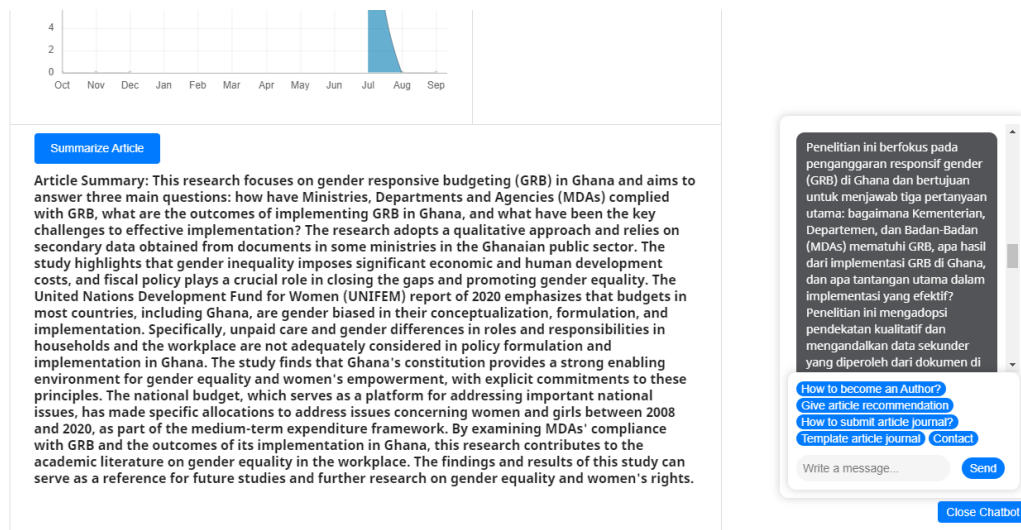 4
2
0
Oct Nov Dec Jan Feb Mar Apr May Jun Jul Aug Sep
Summarize Article
Article Summary: This research focuses on gender responsive budgeting (GRB) in Ghana and aims to
answer three main questions: how have Ministries, Departments and Agencies (MDAs) complied
with GRB, what are the outcomes of implementing GRB in Ghana, and what have been the key
challenges to effective implementation? The research adopts a qualitative approach and relies on
secondary data obtained from documents in some ministries in the Ghanaian public sector. The
study highlights that gender inequality imposes significant economic and human development
costs, and fiscal policy plays a crucial role in closing the gaps and promoting gender equality. The
United Nations Development Fund for Women (UNIFEM) report of 2020 emphasizes that budgets in
most countries, including Ghana, are gender biased in their conceptualization, formulation, and
implementation. Specifically, unpaid care and gender differences in roles and responsibilities in
households and the workplace are not adequately considered in policy formulation and
implementation in Ghana. The study finds that Ghana's constitution provides a strong enabling
environment for gender equality and women's empowerment, with explicit commitments to these
principles. The national budget, which serves as a platform for addressing important national
issues, has made specific allocations to address issues concerning women and girls between 2008
and 2020, as part of the medium-term expenditure framework. By examining MDAs' compliance
with GRB and the outcomes of its implementation in Ghana, this research contributes to the
academic literature on gender equality in the workplace. The findings and results of this study can
serve as a reference for future studies and further research on gender equality and women's rights.
Penelitian ini berfokus pada
penganggaran responsif gender
(GRB) di Ghana dan bertujuan
untuk menjawab tiga pertanyaan
utama: bagaimana Kementerian,
Departemen, dan Badan-Badan
(MDAs) mematuhi GRB, apa hasil
dari implementasi GRB di Ghana,
dan apa tantangan utama dalam
implementasi yang efektif?
Penelitian ini mengadopsi
pendekatan kualitatif dan
mengandalkan data sekunder
yang diperoleh dari dokumen di
How to become an Author?
Give article recommendation
How to submit article journal?
Template article journal Contact
Write a message... Send
Close Chatbot